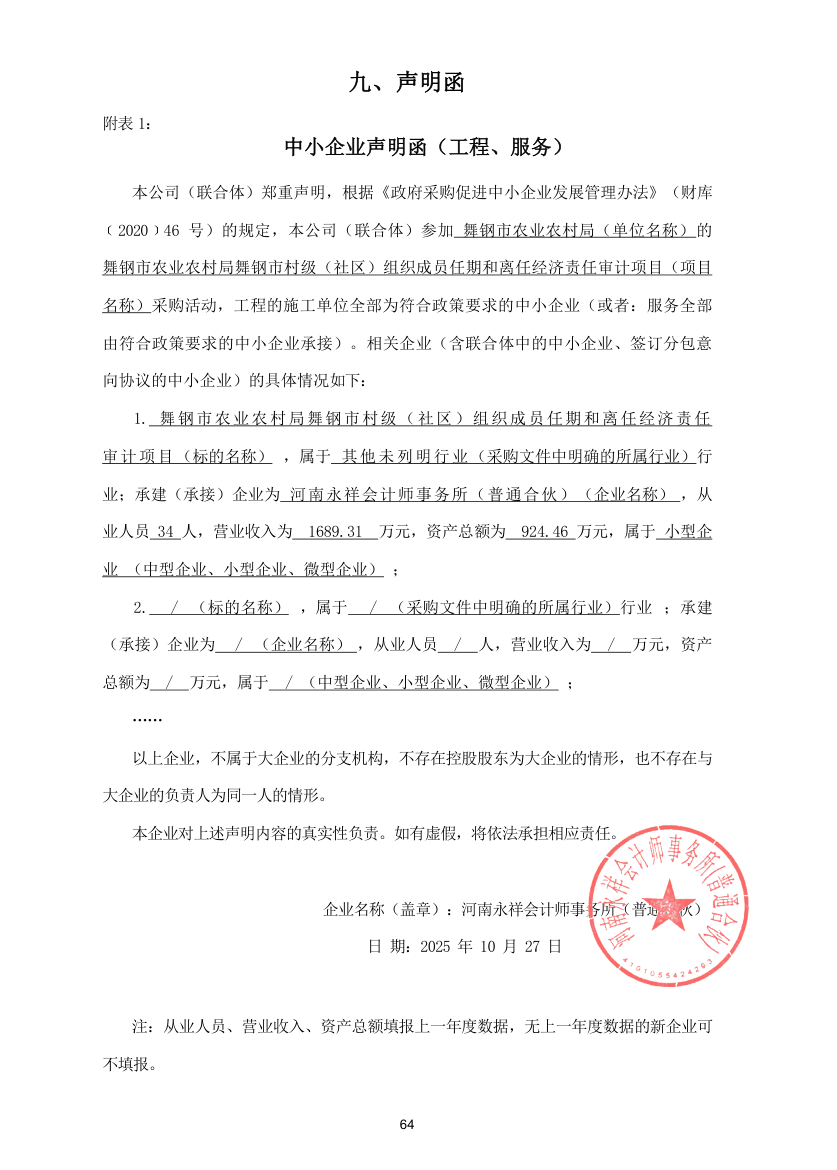 九、声明函
附表 1：
中小企业声明函（工程、服务）
本公司（联合体）郑重声明，根据《政府采购促进中小企业发展管理办法》（财库
﹝2020﹞46 号）的规定，本公司（联合体）参加 舞钢市农业农村局（单位名称）的
舞钢市农业农村局舞钢市村级（社区）组织成员任期和离任经济责任审计项目（项目
名称）采购活动，工程的施工单位全部为符合政策要求的中小企业（或者：服务全部
由符合政策要求的中小企业承接）。相关企业（含联合体中的中小企业、签订分包意
向协议的中小企业）的具体情况如下：
1. 舞钢市农业农村局舞钢市村级（社区）组织成员任期和离任经济责任
审计项目（标的名称） ，属于 其他未列明行业（采购文件中明确的所属行业）行
业；承建（承接）企业为 河南永祥会计师事务所（普通合伙）（企业名称） ，从
业人员 34 人，营业收入为 1689.31 万元，资产总额为 924.46 万元，属于 小型企
业 （中型企业、小型企业、微型企业） ；
2. / （标的名称） ，属于 / （采购文件中明确的所属行业）行业 ；承建
（承接）企业为 / （企业名称） ，从业人员 / 人，营业收入为 / 万元，资产
总额为 / 万元，属于 / （中型企业、小型企业、微型企业） ；
……
以上企业，不属于大企业的分支机构，不存在控股股东为大企业的情形，也不存在与
大企业的负责人为同一人的情形。
本企业对上述声明内容的真实性负责。如有虚假，将依法承担相应责任。
企业名称（盖章）：河南永祥会计师事务所（普通合伙）
日 期：2025 年 10 月 27 日
河南永祥会计师事务所(普通合伙)
4101055424293
注：从业人员、营业收入、资产总额填报上一年度数据，无上一年度数据的新企业可
不填报。
64